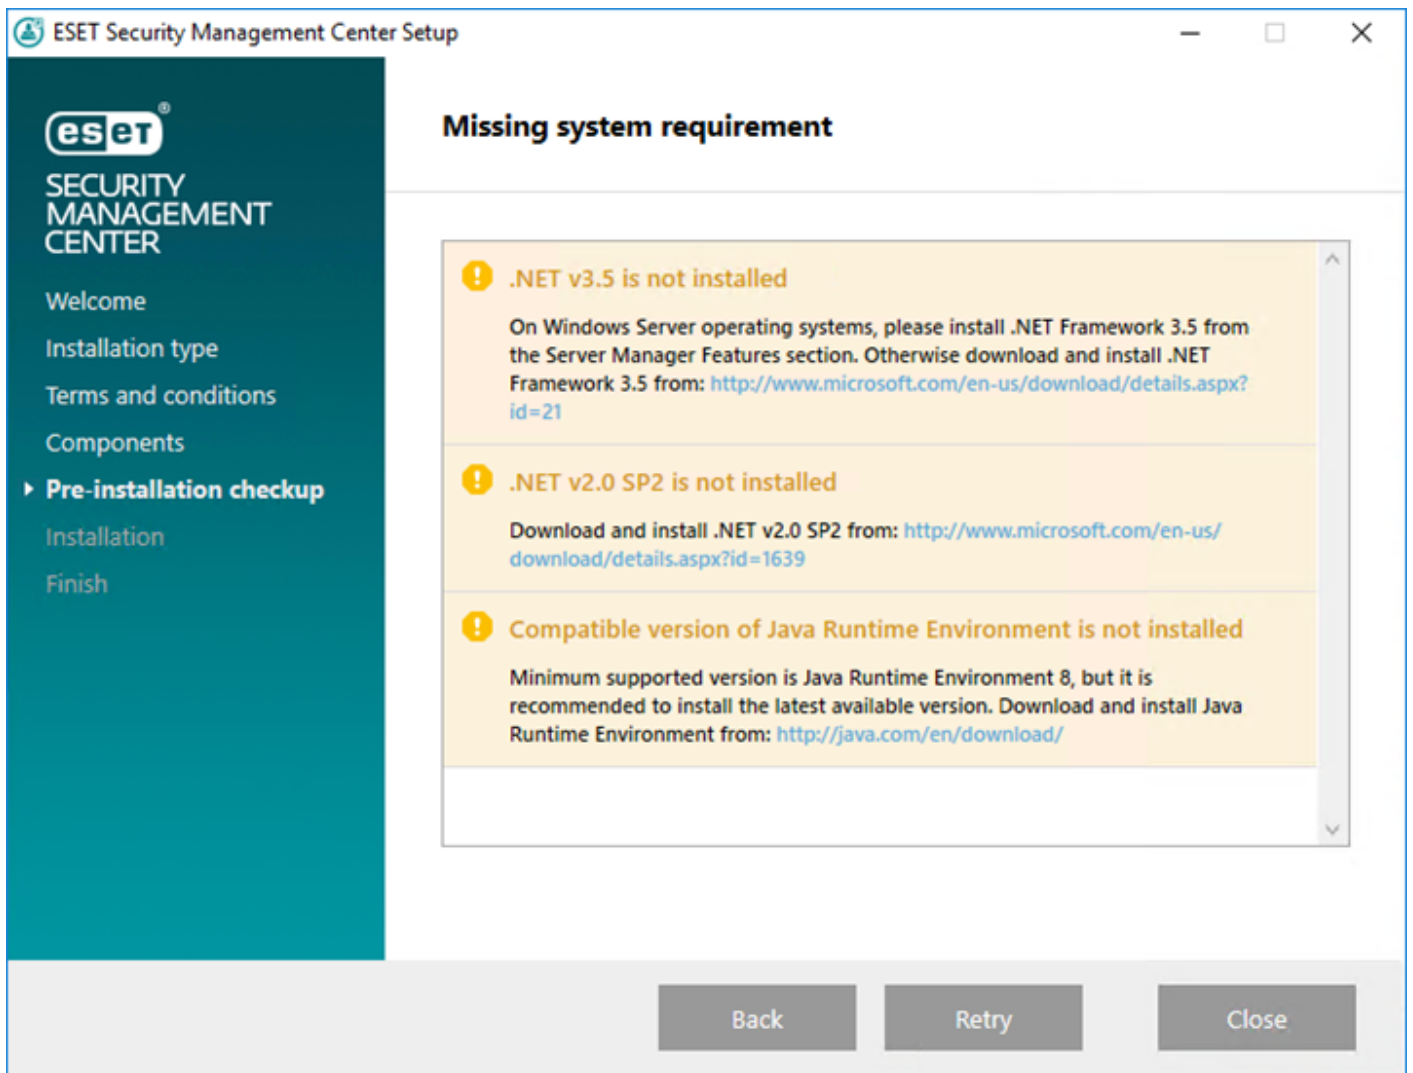 ESET Security Management Center Setup
eset®
SECURITY
MANAGEMENT
CENTER
Welcome
Installation type
Terms and conditions
Components
Pre-installation checkup
Installation
Finish
Missing system requirement
.NET v3.5 is not installed
On Windows Server operating systems, please install .NET Framework 3.5 from
the Server Manager Features section. Otherwise download and install .NET
Framework 3.5 from: http://www.microsoft.com/en-us/download/details.aspx?
id=21
.NET v2.0 SP2 is not installed
Download and install .NET v2.0 SP2 from: http://www.microsoft.com/en-us/
download/details.aspx?id=1639
Compatible version of Java Runtime Environment is not installed
Minimum supported version is Java Runtime Environment 8, but it is
recommended to install the latest available version. Download and install Java
Runtime Environment from: http://java.com/en/download/
Back
Retry
Close